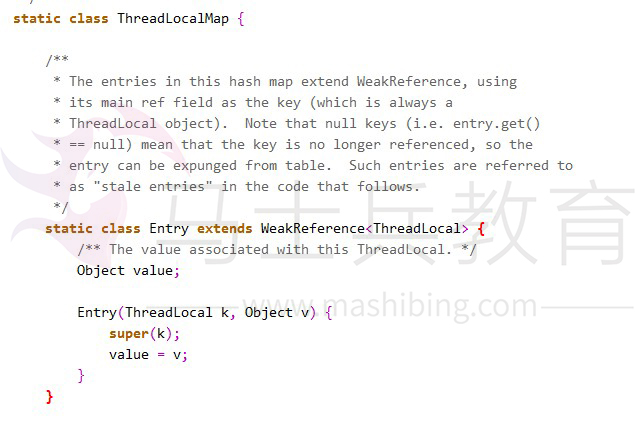 static class ThreadLocalMap {
/**
* The entries in this hash map extend WeakReference, using
* its main ref field as the key (which is always a
* ThreadLocal object).  Note that null keys (i.e. entry.get()
* == null) mean that the key is no longer referenced, so the
* entry can be expunged from table.  Such entries are referred to
* as "stale entries" in the code that follows.
*/
static class Entry extends WeakReference<ThreadLocal> {
/** The value associated with this ThreadLocal. */
Object value;
Entry(ThreadLocal k, Object v) {
super(k);
value = v;
}
}
马士兵教育
www.mashibing.com